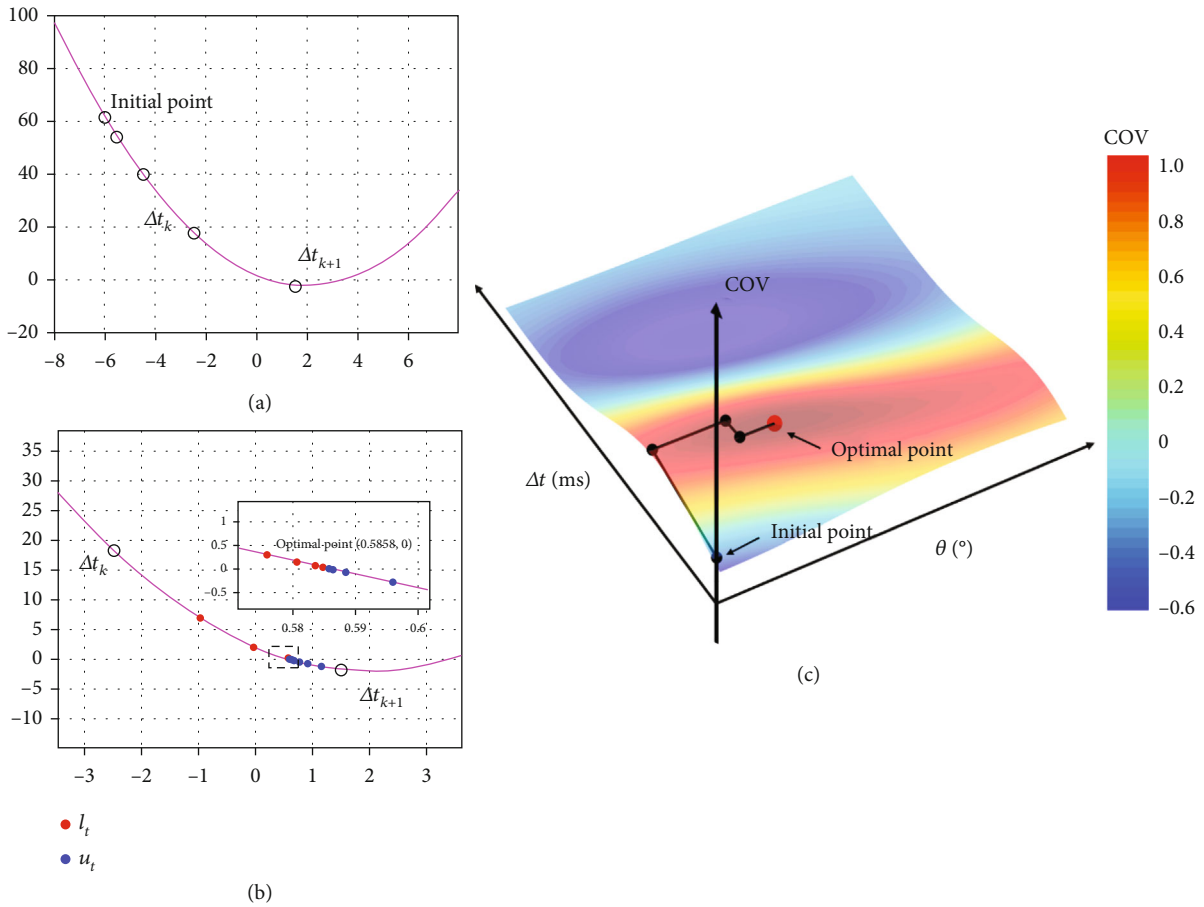 100
80
60
40
20
0
−20
−8
−6
−4
−2
0
2
4
6
Initial point
Δt_k
Δt_{k+1}
(a)
35
30
25
20
15
10
5
0
−5
−10
−3
−2
−1
0
1
2
3
Δt_k
Δt_{k+1}
1
0.5
0
−0.5
0.58
0.59
0.6
Optimal point (0.5858, 0)
l_t
u_t
(b)
COV
Δt (ms)
θ (°)
Optimal point
Initial point
(c)
COV
1.0
0.8
0.6
0.4
0.2
0
−0.2
−0.4
−0.6